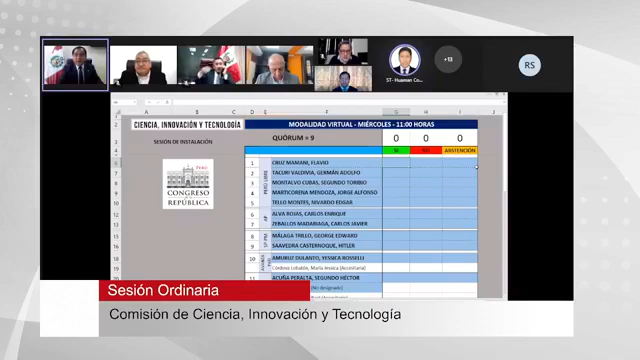 +13
RS
ST- Huaman Co...
A B C D E F G H I
CIENCIA, INNOVACIÓN Y TECNOLOGÍA
MODALIDAD VIRTUAL - MIÉRCOLES - 11:00 HORAS
SESIÓN DE INSTALACIÓN
QUÓRUM = 9
0 0 0
SI NO ABSTENCIÓN
PERÚ
CONGRESO
REPÚBLICA
PERÚ LIBRE
1 CRUZ MAMANI, FLAVIO
2 TACURI VALDIVIA, GERMÁN ADOLFO
3 MONTALVO CUBAS, SEGUNDO TORIBIO
4 MARTICORENA MENDOZA, JORGE ALFONSO
5 TELLO MONTES, NIVARDO EDGAR
AP
6 ALVA ROJAS, CARLOS ENRIQUE
7 ZEBALLOS MADARIAGA, CARLOS JAVIER
8 MÁLAGA TRILLO, GEORGE EDWARD
9 SAAVEDRA CASTERNOQUE, HITLER
10 AMURUZ DULANTO, YESSICA ROSSELLI
Córdova Lobatón, María Jessica [Accesitaria]
11 ACUÑA PERALTA, SEGUNDO HÉCTOR
[No designado]
Sesión Ordinaria
Comisión de Ciencia, Innovación y Tecnología